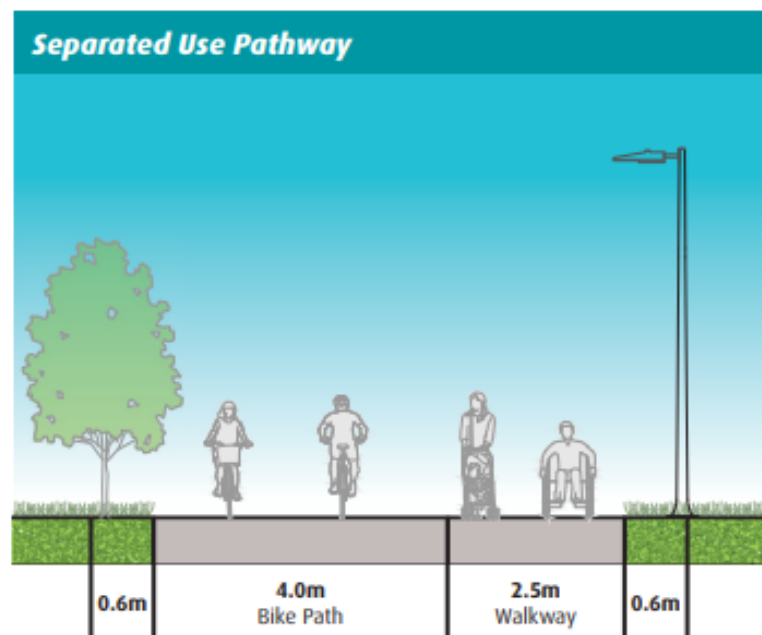 Separated Use Pathway
0.6m
4.0m
Bike Path
2.5m
Walkway
0.6m